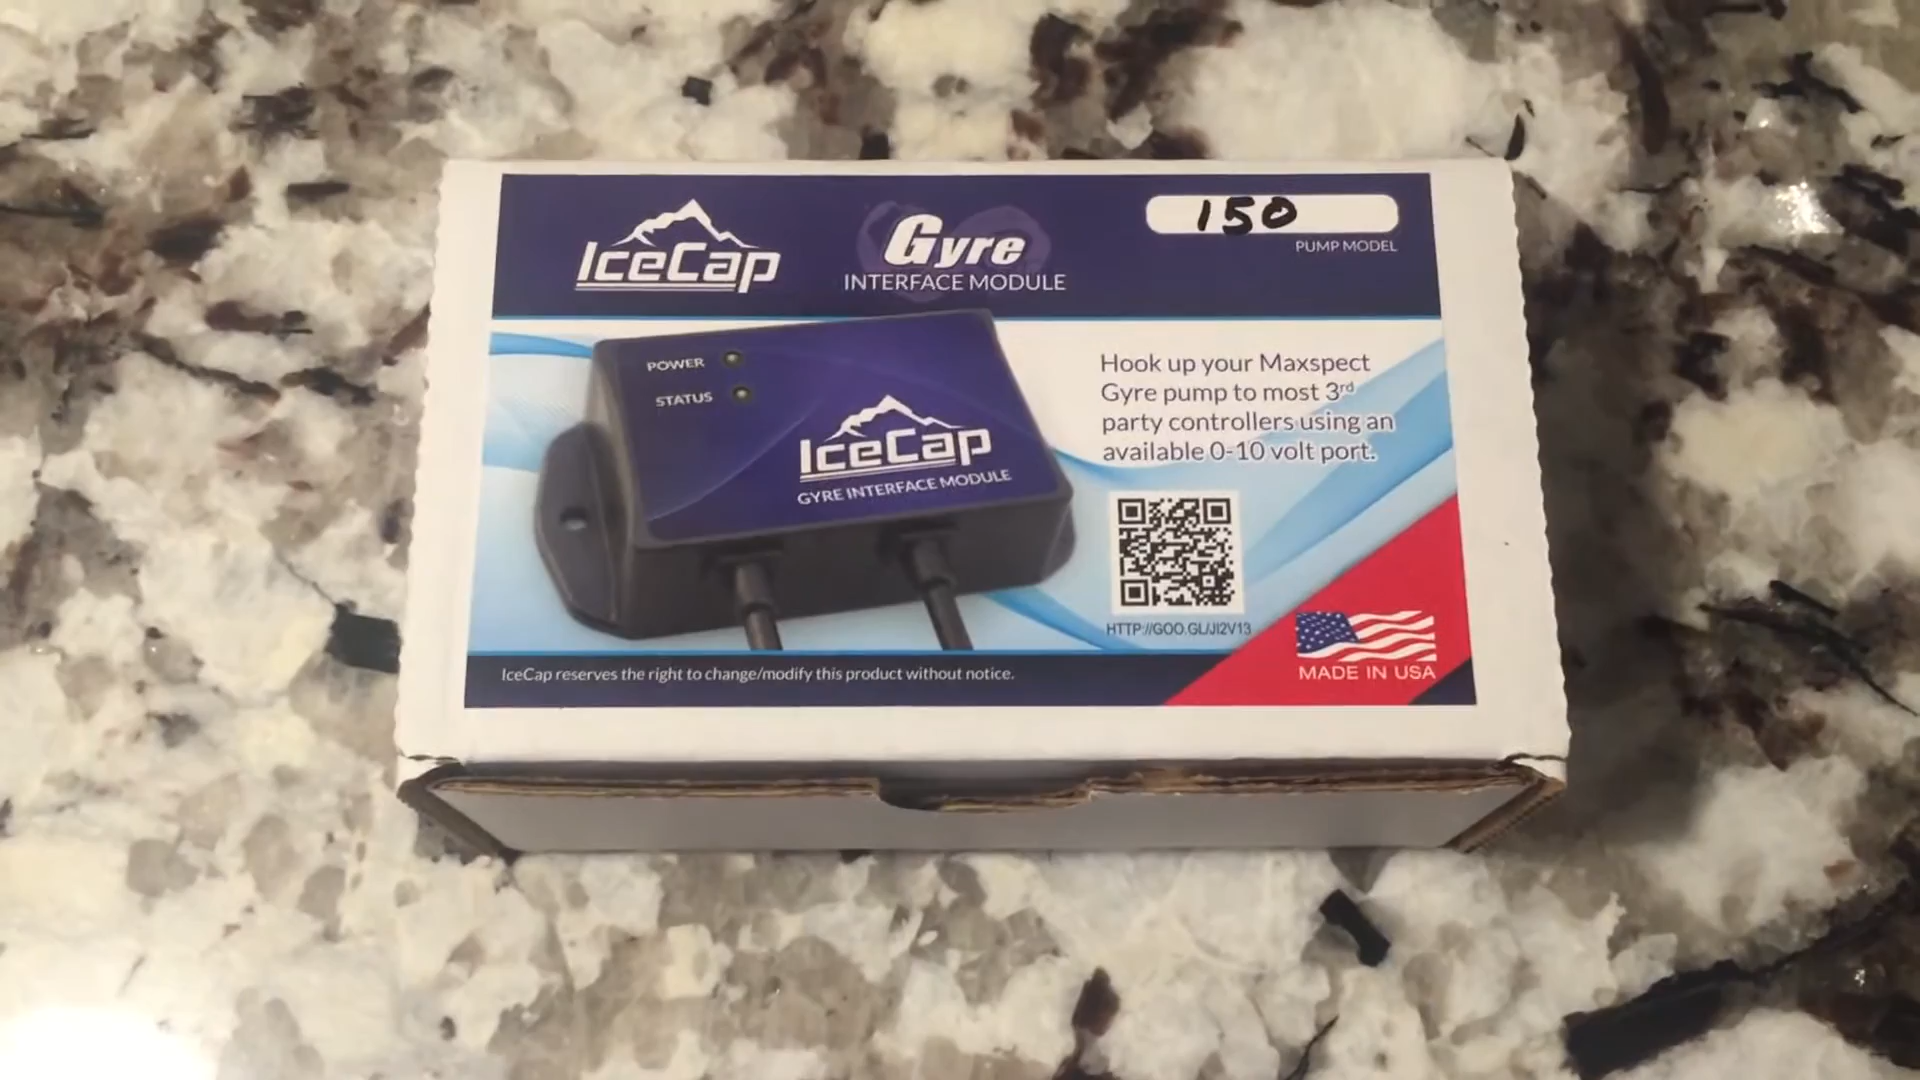 IceCap
Gyre
INTERFACE MODULE
150
PUMP MODEL
POWER
STATUS
IceCap
GYRE INTERFACE MODULE
Hook up your Maxspect
Gyre pump to most 3rd
party controllers using an
available 0-10 volt port.
HTTP://GOO.GL/JI2V13
MADE IN USA
IceCap reserves the right to change/modify this product without notice.